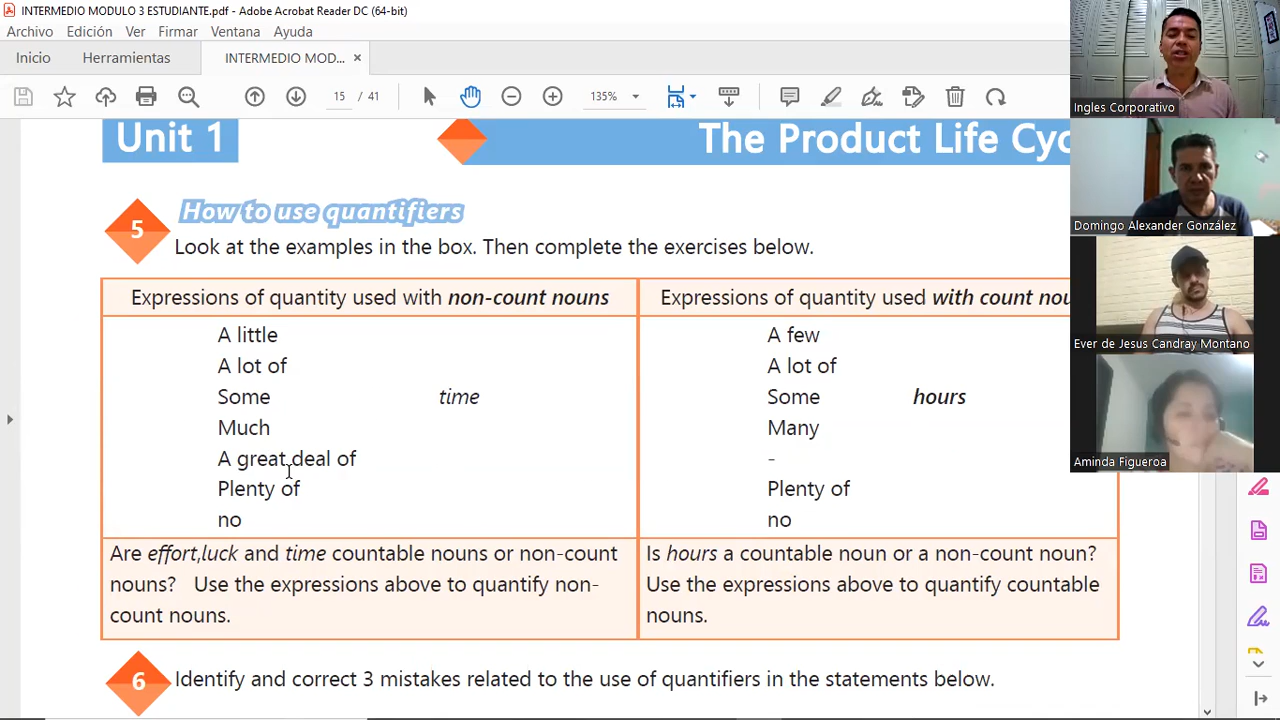 INTERMEDIO MODULO 3 ESTUDIANTE.pdf - Adobe Acrobat Reader DC (64-bit)
Archivo Edición Ver Firmar Ventana Ayuda
Inicio Herramientas INTERMEDIO MOD... ×
15 / 41 135%
Unit 1
The Product Life Cyc
5
How to use quantifiers
Look at the examples in the box. Then complete the exercises below.
Expressions of quantity used with non-count nouns
A little
A lot of
Some time
Much
A great deal of
Plenty of
no
Are effort,luck and time countable nouns or non-count
nouns? Use the expressions above to quantify non-
count nouns.
Expressions of quantity used with count nou
A few
A lot of
Some hours
Many
-
Plenty of
no
Is hours a countable noun or a non-count noun?
Use the expressions above to quantify countable
nouns.
6
Identify and correct 3 mistakes related to the use of quantifiers in the statements below.
Ingles Corporativo
Domingo Alexander González
Ever de Jesus Candray Montano
Aminda Figueroa